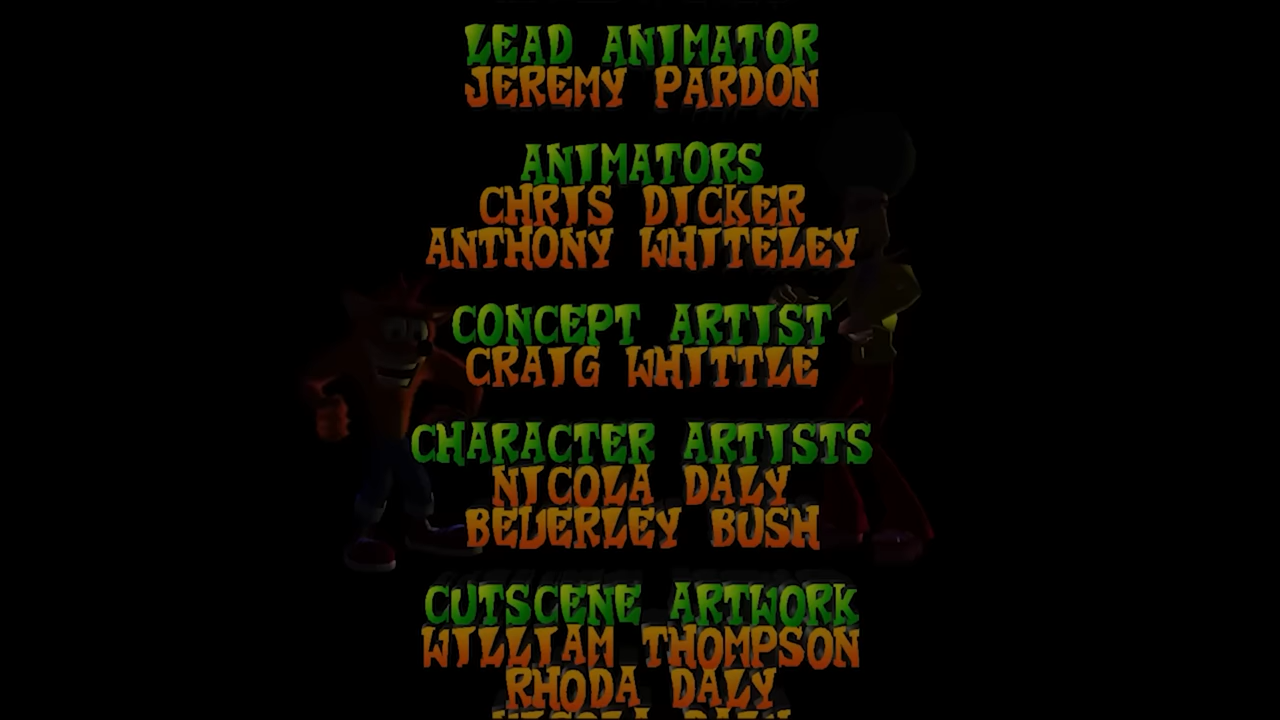 LEAD ANIMATOR
JEREMY PARDON
ANIMATORS
CHRIS DICKER
ANTHONY WHITELEY
CONCEPT ARTIST
CRAIG WHITTLE
CHARACTER ARTISTS
NICOLA DALY
BEVERLEY BUSH
CUTSCENE ARTWORK
WILLIAM THOMPSON
RHODA DALY